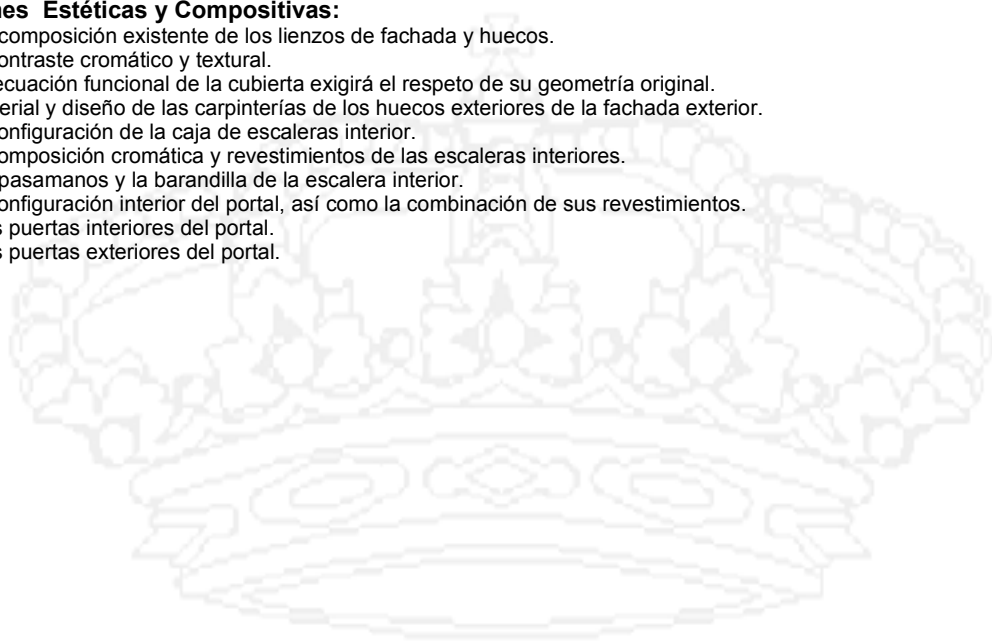 nes Estéticas y Compositivas:
composición existente de los lienzos de fachada y huecos.
ontraste cromático y textural.
ecuación funcional de la cubierta exigirá el respeto de su geometría original.
erial y diseño de las carpinterías de los huecos exteriores de la fachada exterior.
onfiguración de la caja de escaleras interior.
omposición cromática y revestimientos de las escaleras interiores.
pasamanos y la barandilla de la escalera interior.
onfiguración interior del portal, así como la combinación de sus revestimientos.
s puertas interiores del portal.
s puertas exteriores del portal.